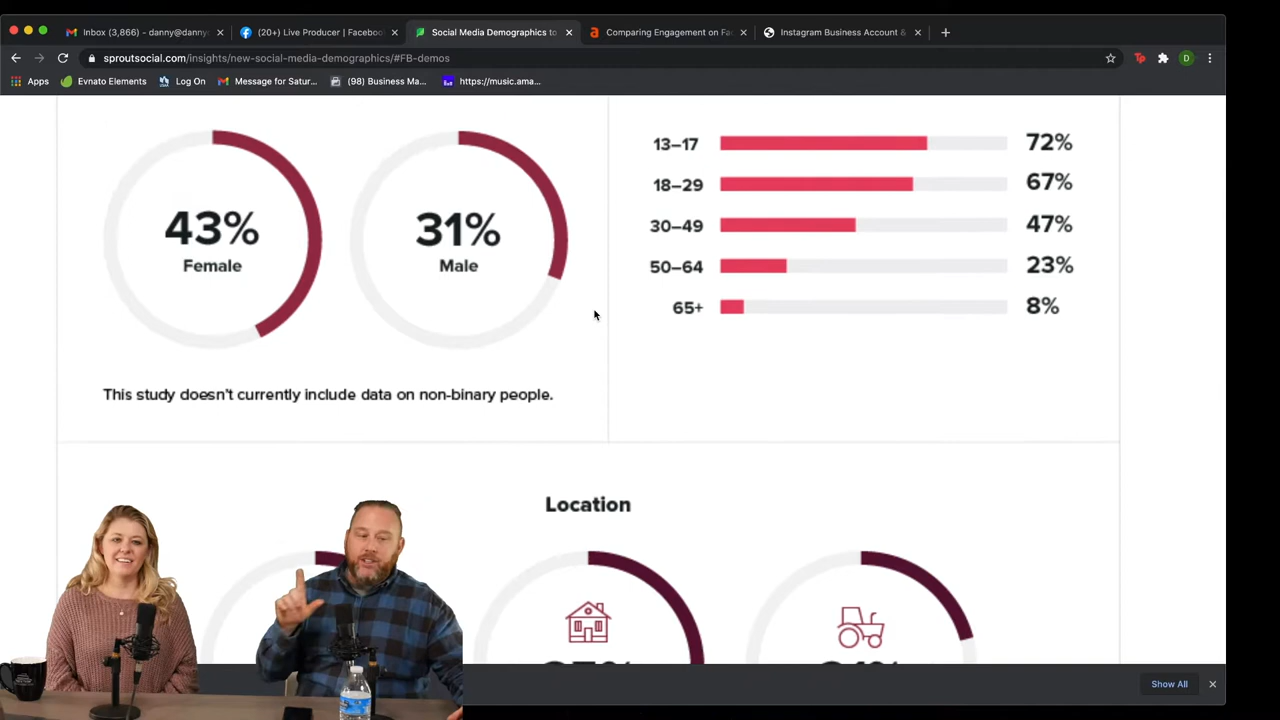 Inbox (3,866) - danny@danny
(20+) Live Producer | Faceboo
Social Media Demographics to
Comparing Engagement on Fac
Instagram Business Account &
sproutsocial.com/insights/new-social-media-demographics/#FB-demos
D
Apps
Envato Elements
Log On
Message for Satur...
(98) Business Ma...
https://music.ama...
43%
Female
31%
Male
This study doesn't currently include data on non-binary people.
13–17 72%
18–29 67%
30–49 47%
50–64 23%
65+ 8%
Location
Show All